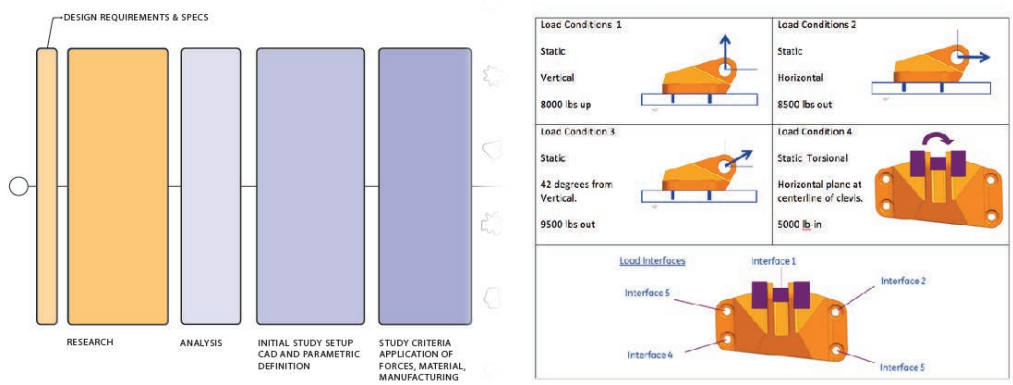 DESIGN REQUIREMENTS & SPECS
RESEARCH
ANALYSIS
INITIAL STUDY SETUP
CAD AND PARAMETRIC
DEFINITION
STUDY CRITERIA
APPLICATION OF
FORCES, MATERIAL,
MANUFACTURING
Load Conditions 1
Static
Vertical
8000 lbs up
Load Conditions 2
Static
Horizontal
8500 lbs out
Load Condition 3
Static
42 degrees from
Vertical.
9500 lbs out
Load Condition 4
Static Torsional
Horizontal plane at
centerline of clevis.
5000 lb-in
Load Interfaces
Interface 1
Interface 5
Interface 2
Interface 4
Interface 5